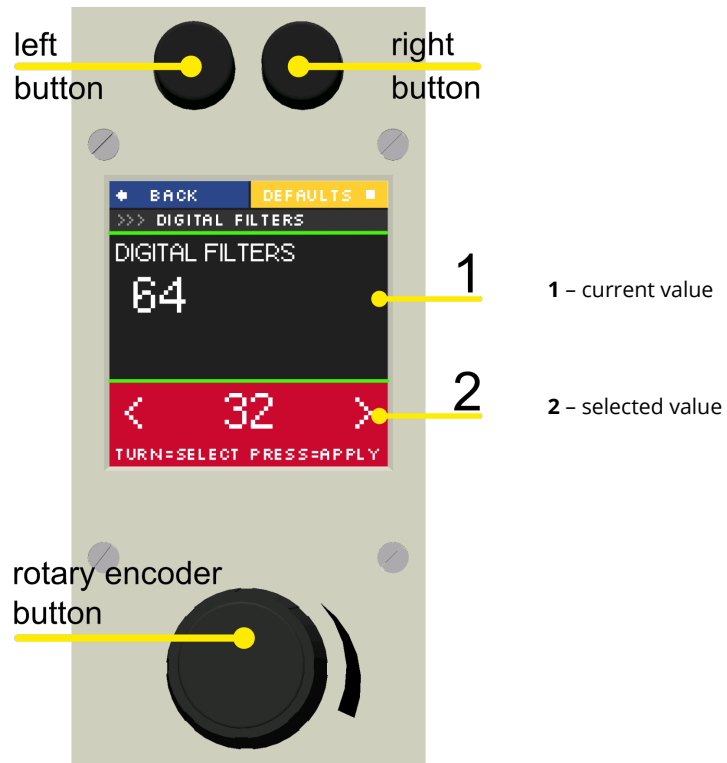 left
button
right
button
BACK
DEFAULTS
>>> DIGITAL FILTERS
DIGITAL FILTERS
64
1
1 – current value
< 32 >
2
2 – selected value
TURN=SELECT PRESS=APPLY
rotary encoder
button